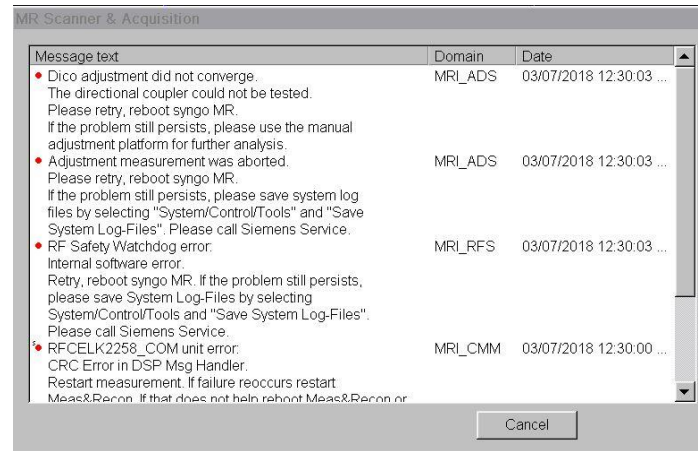 MR Scanner & Acquisition
Message text Domain Date
Dico adjustment did not converge. MRI_ADS 03/07/2018 12:30:03 ...
The directional coupler could not be tested.
Please retry, reboot syngo MR.
If the problem still persists, please use the manual
adjustment platform for further analysis.
Adjustment measurement was aborted. MRI_ADS 03/07/2018 12:30:03 ...
Please retry, reboot syngo MR.
If the problem still persists, please save system log
files by selecting "System/Control/Tools" and "Save
System Log-Files". Please call Siemens Service.
RF Safety Watchdog error: MRI_RFS 03/07/2018 12:30:03 ...
Internal software error.
Retry, reboot syngo MR. If the problem still persists,
please save System Log-Files by selecting
System/Control/Tools and "Save System Log-Files".
Please call Siemens Service.
RFCELK2258_COM unit error: MRI_CMM 03/07/2018 12:30:00 ...
CRC Error in DSP Msg Handler.
Restart measurement. If failure reoccurs restart
Meas&Recon. If that does not help reboot Meas&Recon or
Cancel